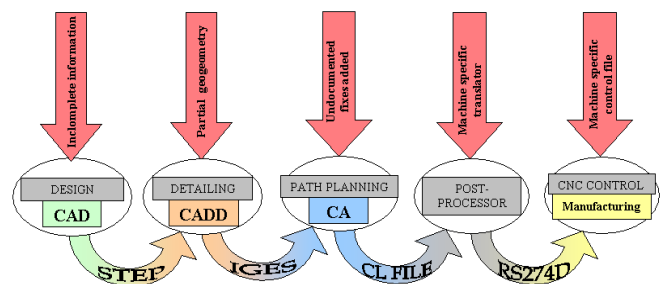 Inclomplete information
Partial geogeometry
Undocumented
fixes added
Machine specific
translator
Machine specific
control file
DESIGN
CAD
DETAILING
CADD
PATH PLANNING
CA
POST-
PROCESSOR
CNC CONTROL
Manufacturing
STEP
IGES
CL FILE
RS274D